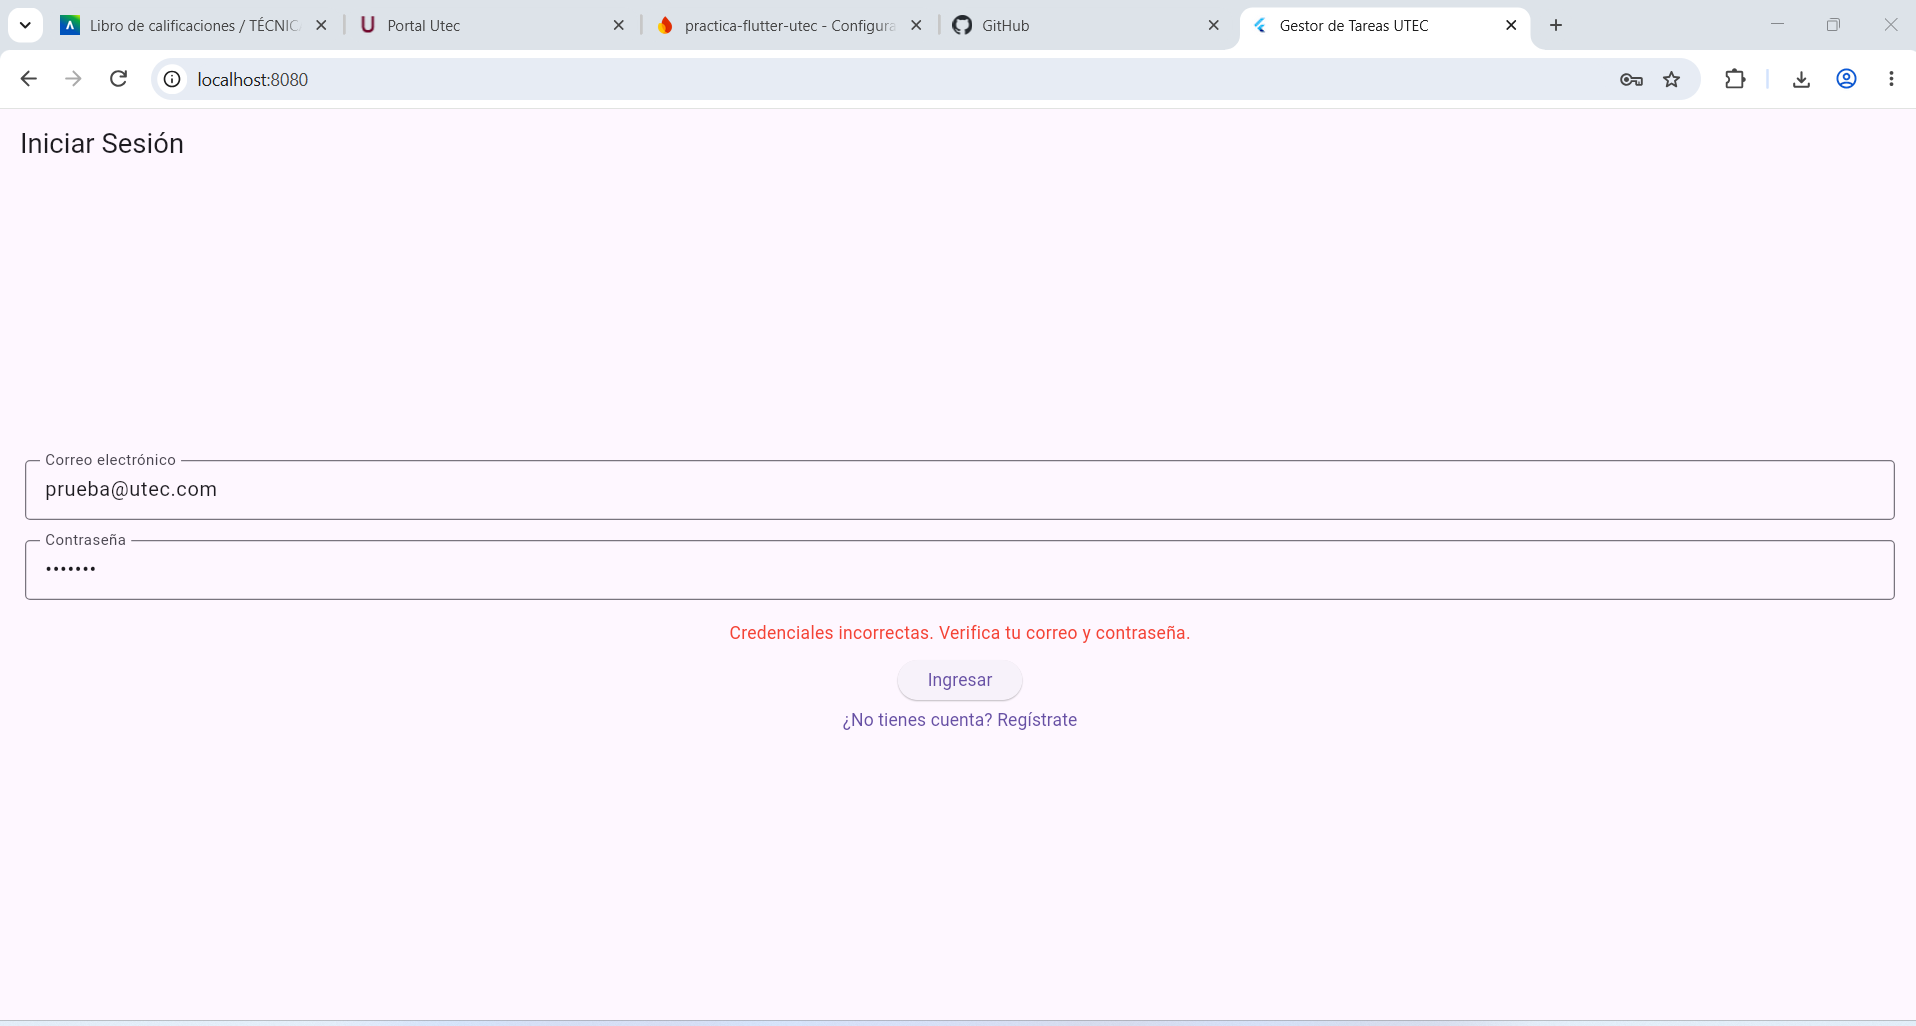 Libro de calificaciones / TÉCNIC
Portal Utec
practica-flutter-utec - Configura
GitHub
Gestor de Tareas UTEC
localhost:8080
Iniciar Sesión
Correo electrónico
prueba@utec.com
Contraseña
•••••••
Credenciales incorrectas. Verifica tu correo y contraseña.
Ingresar
¿No tienes cuenta? Regístrate